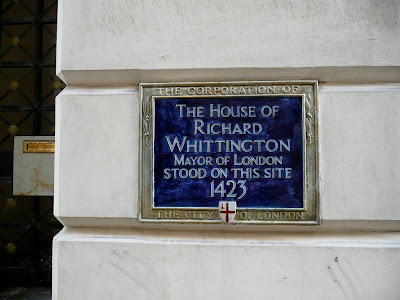 THE CORPORATION OF
THE HOUSE OF
RICHARD
WHITTINGTON
MAYOR OF LONDON
STOOD ON THIS SITE
1423
THE CITY OF LONDON